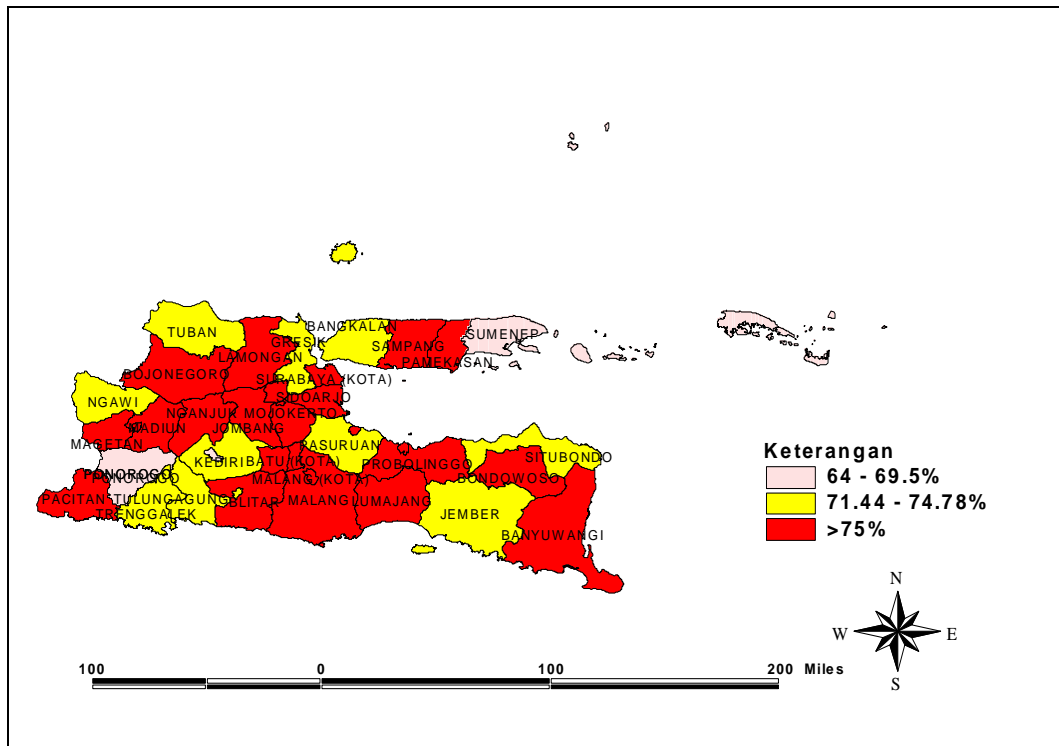 BANGKALAN
TUBAN
GRESIK
SUMENEP
SAMPANG
LAMONGAN
PAMEKASAN
BOJONEGORO
SURABAYA (KOTA)
SIDOARJO
NGAWI
NGANJUK
MOJOKERTO
MADIUN
JOMBANG
MAGETAN
PASURUAN
Keterangan
SITUBONDO
KEDIRI
BATU (KOTA)
PROBOLINGGO
PONOROGO
PONOROGO
BONDOWOSO
64 - 69.5%
MALANG (KOTA)
PACITAN
TULUNGAGUNG
BLITAR
MALANG
LUMAJANG
71.44 - 74.78%
TRENGGALEK
JEMBER
>75%
BANYUWANGI
N
W
E
S
100
0
100
200 Miles